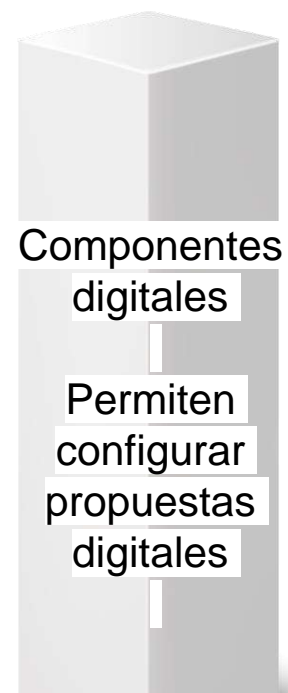 Componentes
digitales
Permiten
configurar
propuestas
digitales